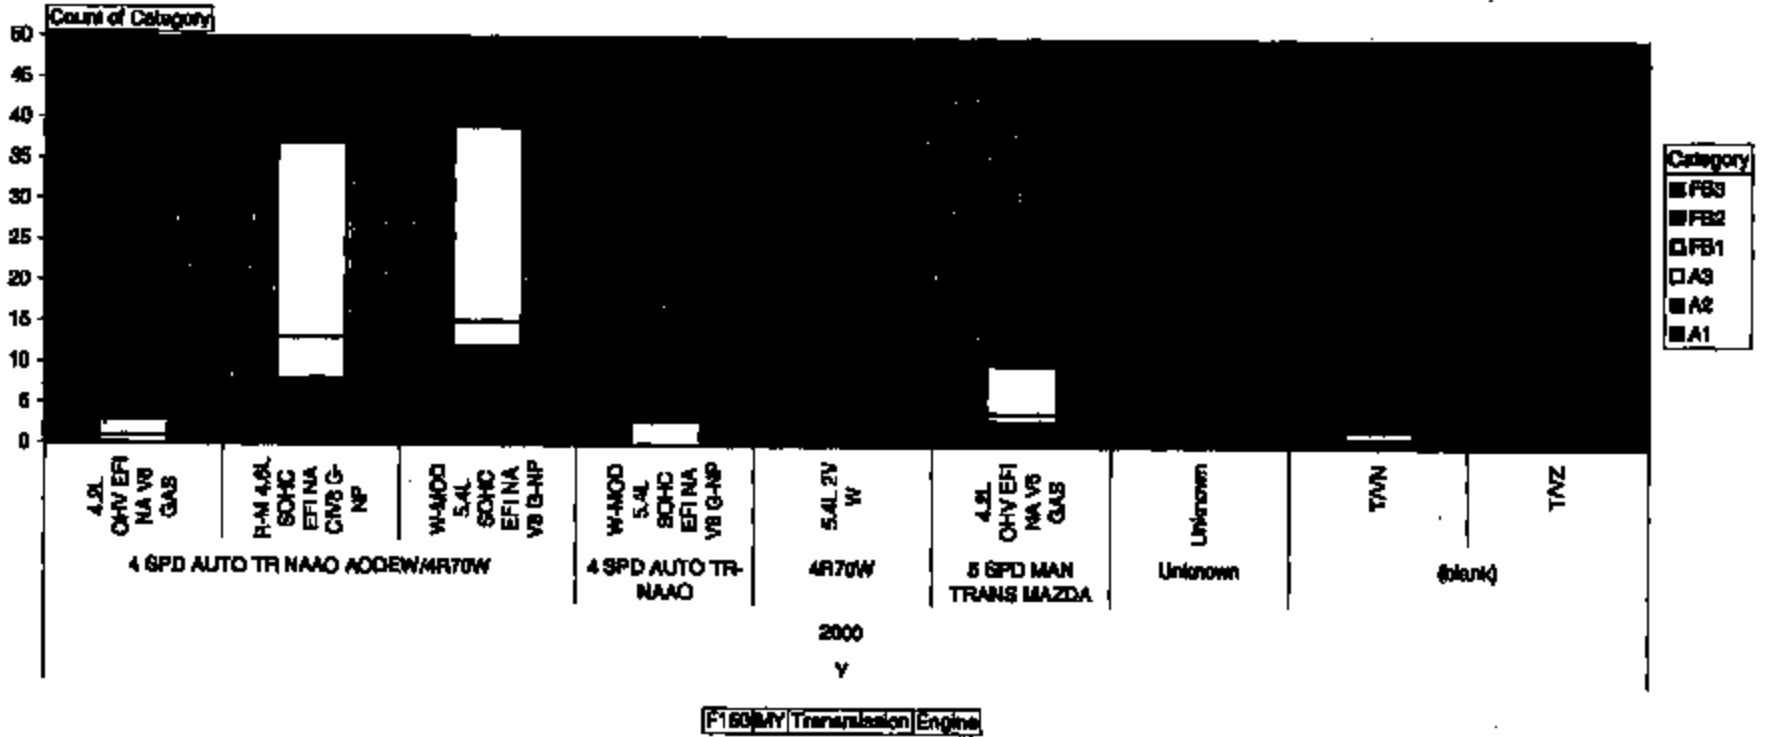 Count of Category
50
45
40
35
30
25
20
15
10
5
0
Category
FB3
FB2
FB1
A3
A2
A1
4.2L
OHV EFI
NA V6
GAS
R-M 4.6L
SOHC
EFI NA
CIV8 G-
NP
W-MOD
5.4L
SOHC
EFI NA
V8 G-NP
W-MOD
5.4L
SOHC
EFI NA
V8 G-NP
5.4L 2V
W
4.2L
OHV EFI
NA V6
GAS
Unknown
T/VN
T/VZ
4 SPD AUTO TR NAAO AODEW/4R70W
4 SPD AUTO TR-
NAAO
4R70W
5 SPD MAN
TRANS MAZDA
Unknown
(blank)
2000
Y
F150 MY Transmission Engine